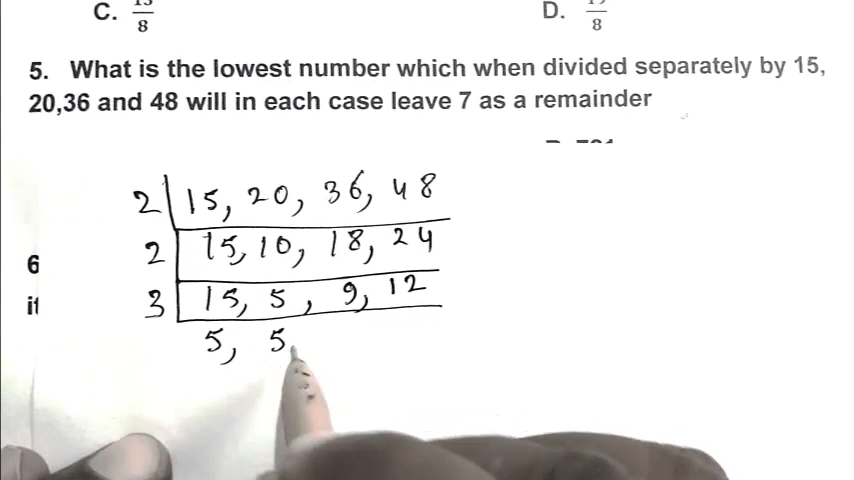 C. 13/8 D. 19/8
5. What is the lowest number which when divided separately by 15,
20,36 and 48 will in each case leave 7 as a remainder
2 15, 20, 36, 48
2 15, 10, 18, 24
3 15, 5, 9, 12
5, 5
6